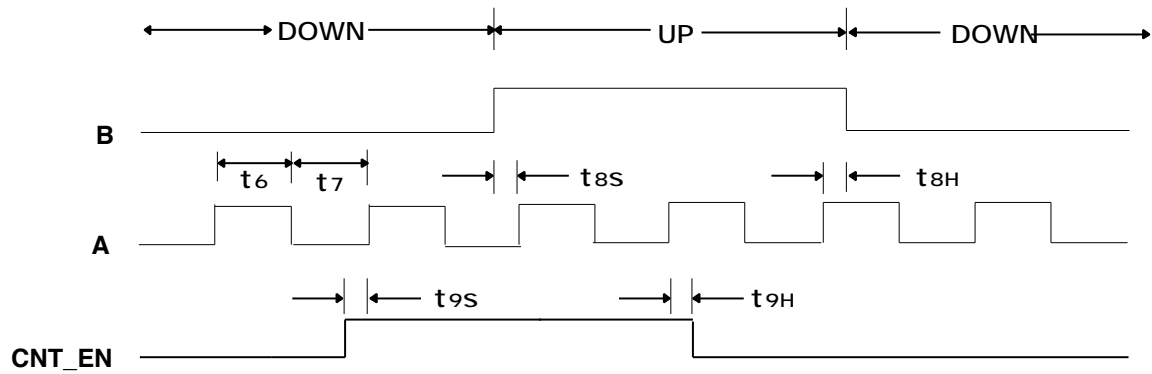 DOWN UP DOWN
B
t6 t7 t8S t8H
A
t9S t9H
CNT_EN